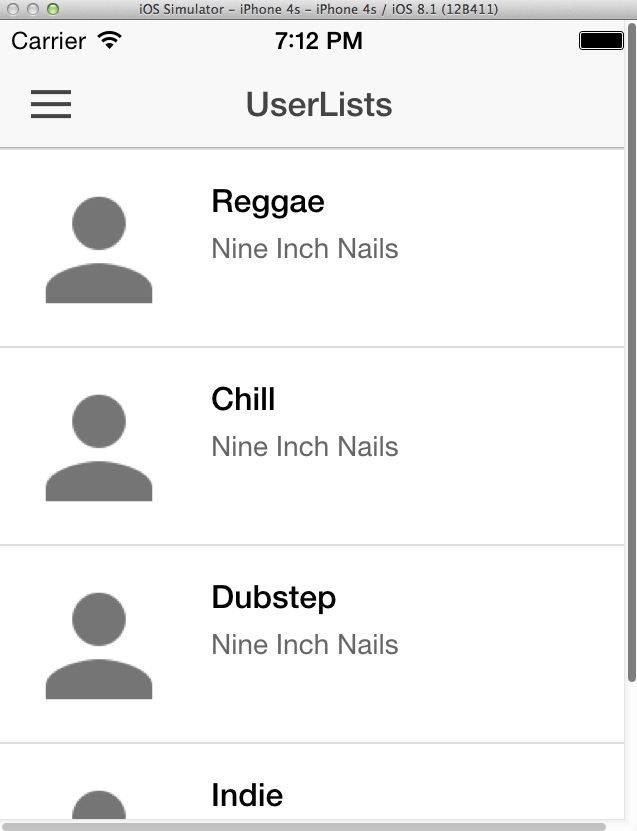 iOS Simulator – iPhone 4s – iPhone 4s / iOS 8.1 (12B411)
Carrier 7:12 PM
UserLists
Reggae
Nine Inch Nails
Chill
Nine Inch Nails
Dubstep
Nine Inch Nails
Indie